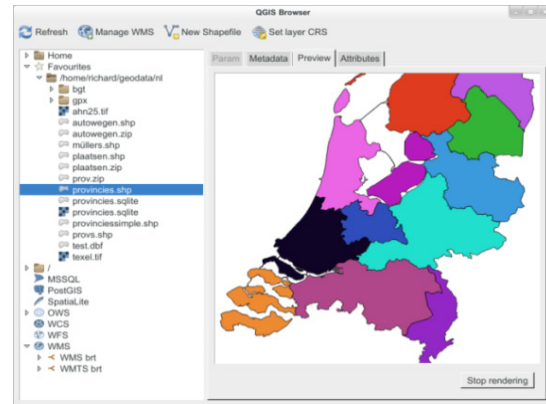 QGIS Browser
Refresh Manage WMS New Shapefile Set layer CRS
Param Metadata Preview Attributes
Home
Favourites
/home/richard/geodata/nl
bgt
gpx
ahn25.tif
autowegen.shp
autowegen.zip
müllers.shp
plaatsen.shp
plaatsen.zip
prov.zip
provincies.shp
provincies.sqlite
provincies.sqlite
provinciessimple.shp
provs.shp
test.dbf
texel.tif
/
MSSQL
PostGIS
SpatiaLite
OWS
WCS
WFS
WMS
WMS brt
WMTS brt
Stop rendering